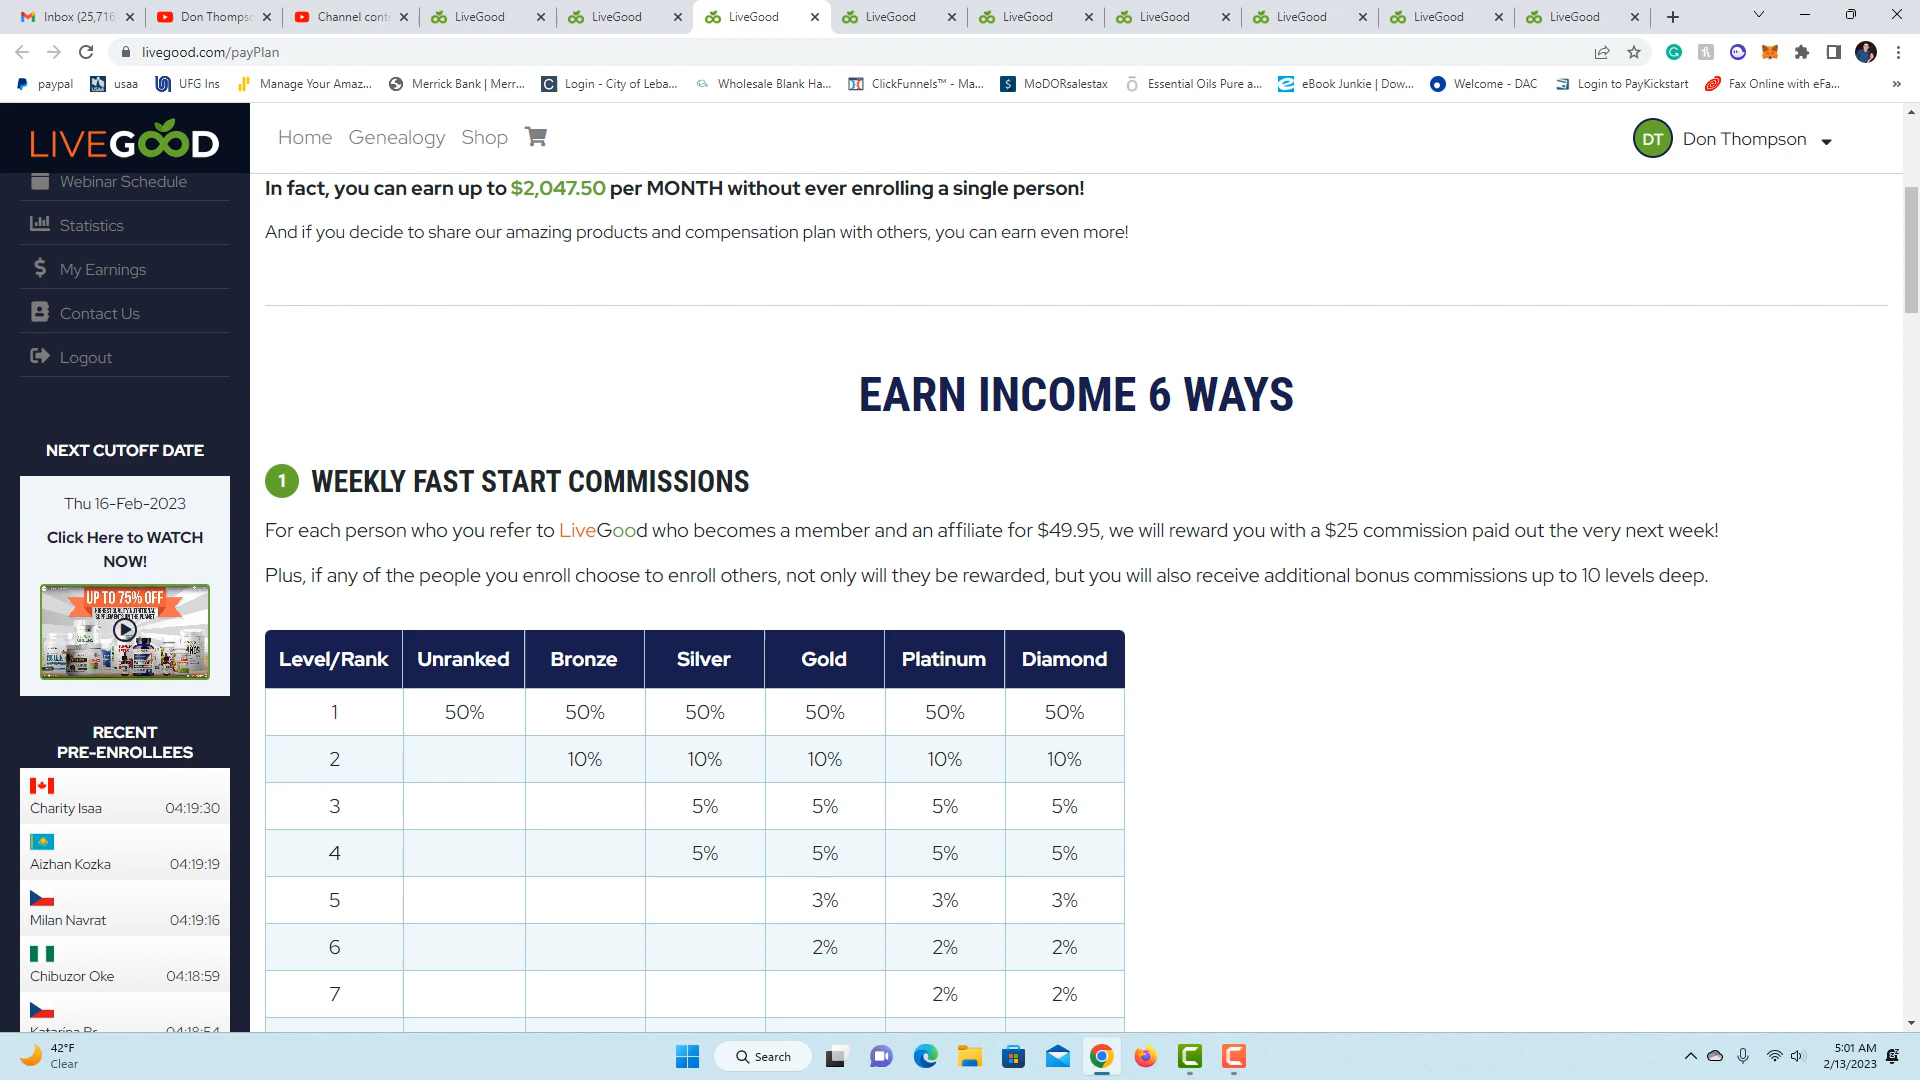 Inbox (25,716
Don Thomps
Channel cont
LiveGood
LiveGood
LiveGood
LiveGood
LiveGood
LiveGood
LiveGood
LiveGood
LiveGood
livegood.com/payPlan
paypal
usaa
UFG Ins
Manage Your Amaz...
Merrick Bank | Merr...
Login - City of Leba...
Wholesale Blank Ha...
ClickFunnels™ - Ma...
MoDORsalestax
Essential Oils Pure a...
eBook Junkie | Dow...
Welcome - DAC
Login to PayKickstart
Fax Online with eFa...
LIVEGOOD
Home
Genealogy
Shop
DT
Don Thompson
Webinar Schedule
Statistics
My Earnings
Contact Us
Logout
NEXT CUTOFF DATE
Thu 16-Feb-2023
Click Here to WATCH
NOW!
UP TO 75% OFF
RECENT
PRE-ENROLLEES
Charity Isaa 04:19:30
Aizhan Kozka 04:19:19
Milan Navrat 04:19:16
Chibuzor Oke 04:18:59
In fact, you can earn up to $2,047.50 per MONTH without ever enrolling a single person!
And if you decide to share our amazing products and compensation plan with others, you can earn even more!
EARN INCOME 6 WAYS
1 WEEKLY FAST START COMMISSIONS
For each person who you refer to LiveGood who becomes a member and an affiliate for $49.95, we will reward you with a $25 commission paid out the very next week!
Plus, if any of the people you enroll choose to enroll others, not only will they be rewarded, but you will also receive additional bonus commissions up to 10 levels deep.
Level/Rank Unranked Bronze Silver Gold Platinum Diamond
1 50% 50% 50% 50% 50% 50%
2 10% 10% 10% 10% 10%
3 5% 5% 5% 5%
4 5% 5% 5% 5%
5 3% 3% 3%
6 2% 2% 2%
7 2% 2%
42°F
Clear
Search
5:01 AM
2/13/2023